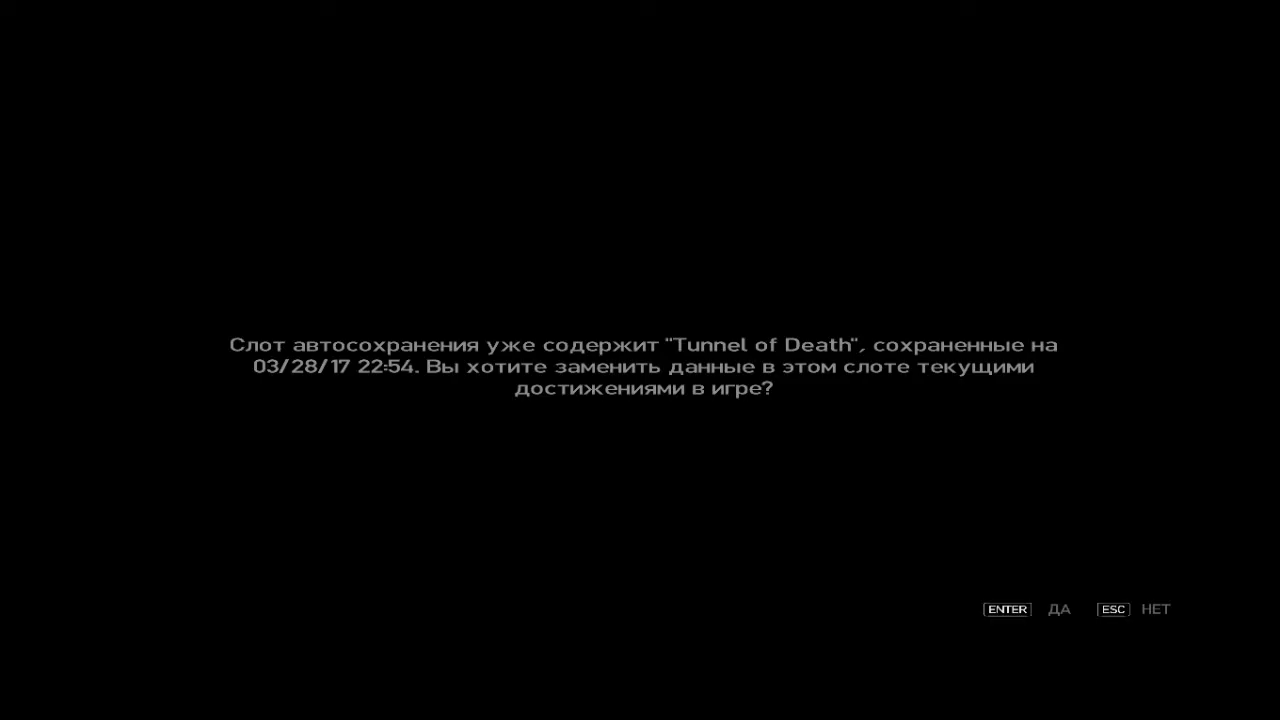 Слот автосохранения уже содержит "Tunnel of Death", сохраненные на
03/28/17 22:54. Вы хотите заменить данные в этом слоте текущими
достижениями в игре?
ENTER ДА ESC НЕТ